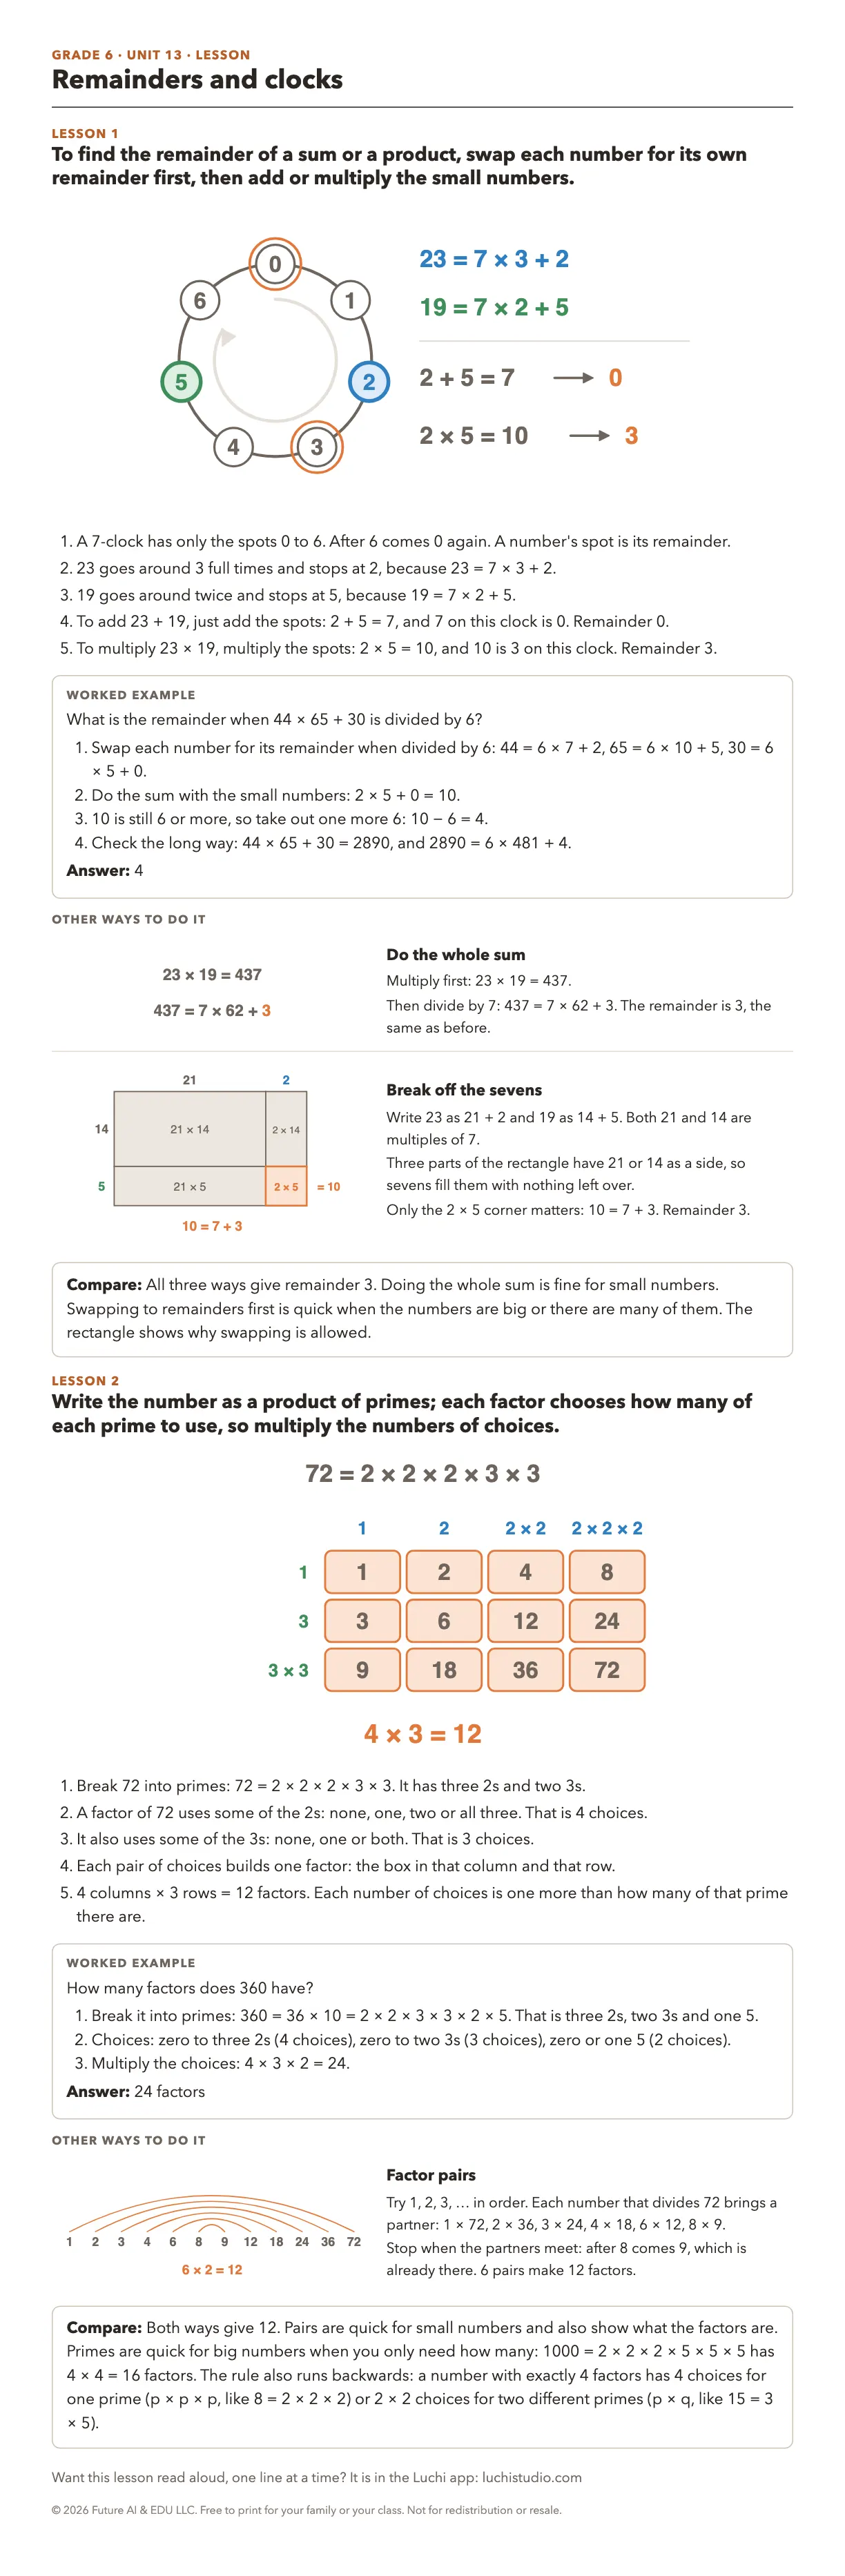 GRADE 6 · UNIT 13 · LESSON
Remainders and clocks
LESSON 1
To find the remainder of a sum or a product, swap each number for its own
remainder first, then add or multiply the small numbers.
0
6
1
5
2
4
3
23 = 7 × 3 + 2
19 = 7 × 2 + 5
2 + 5 = 7 → 0
2 × 5 = 10 → 3
1. A 7-clock has only the spots 0 to 6. After 6 comes 0 again. A number's spot is its remainder.
2. 23 goes around 3 full times and stops at 2, because 23 = 7 × 3 + 2.
3. 19 goes around twice and stops at 5, because 19 = 7 × 2 + 5.
4. To add 23 + 19, just add the spots: 2 + 5 = 7, and 7 on this clock is 0. Remainder 0.
5. To multiply 23 × 19, multiply the spots: 2 × 5 = 10, and 10 is 3 on this clock. Remainder 3.
WORKED EXAMPLE
What is the remainder when 44 × 65 + 30 is divided by 6?
1. Swap each number for its remainder when divided by 6: 44 = 6 × 7 + 2, 65 = 6 × 10 + 5, 30 = 6
× 5 + 0.
2. Do the sum with the small numbers: 2 × 5 + 0 = 10.
3. 10 is still 6 or more, so take out one more 6: 10 − 6 = 4.
4. Check the long way: 44 × 65 + 30 = 2890, and 2890 = 6 × 481 + 4.
Answer: 4
OTHER WAYS TO DO IT
23 × 19 = 437
437 = 7 × 62 + 3
Do the whole sum
Multiply first: 23 × 19 = 437.
Then divide by 7: 437 = 7 × 62 + 3. The remainder is 3, the
same as before.
21 2
14 21 × 14 2 × 14
5 21 × 5 2 × 5 = 10
10 = 7 + 3
Break off the sevens
Write 23 as 21 + 2 and 19 as 14 + 5. Both 21 and 14 are
multiples of 7.
Three parts of the rectangle have 21 or 14 as a side, so
sevens fill them with nothing left over.
Only the 2 × 5 corner matters: 10 = 7 + 3. Remainder 3.
Compare: All three ways give remainder 3. Doing the whole sum is fine for small numbers.
Swapping to remainders first is quick when the numbers are big or there are many of them. The
rectangle shows why swapping is allowed.
LESSON 2
Write the number as a product of primes; each factor chooses how many of
each prime to use, so multiply the numbers of choices.
72 = 2 × 2 × 2 × 3 × 3
1 2 2 × 2 2 × 2 × 2
1 1 2 4 8
3 3 6 12 24
3 × 3 9 18 36 72
4 × 3 = 12
1. Break 72 into primes: 72 = 2 × 2 × 2 × 3 × 3. It has three 2s and two 3s.
2. A factor of 72 uses some of the 2s: none, one, two or all three. That is 4 choices.
3. It also uses some of the 3s: none, one or both. That is 3 choices.
4. Each pair of choices builds one factor: the box in that column and that row.
5. 4 columns × 3 rows = 12 factors. Each number of choices is one more than how many of that prime
there are.
WORKED EXAMPLE
How many factors does 360 have?
1. Break it into primes: 360 = 36 × 10 = 2 × 2 × 3 × 3 × 2 × 5. That is three 2s, two 3s and one 5.
2. Choices: zero to three 2s (4 choices), zero to two 3s (3 choices), zero or one 5 (2 choices).
3. Multiply the choices: 4 × 3 × 2 = 24.
Answer: 24 factors
OTHER WAYS TO DO IT
1 2 3 4 6 8 9 12 18 24 36 72
6 × 2 = 12
Factor pairs
Try 1, 2, 3, … in order. Each number that divides 72 brings a
partner: 1 × 72, 2 × 36, 3 × 24, 4 × 18, 6 × 12, 8 × 9.
Stop when the partners meet: after 8 comes 9, which is
already there. 6 pairs make 12 factors.
Compare: Both ways give 12. Pairs are quick for small numbers and also show what the factors are.
Primes are quick for big numbers when you only need how many: 1000 = 2 × 2 × 2 × 5 × 5 × 5 has
4 × 4 = 16 factors. The rule also runs backwards: a number with exactly 4 factors has 4 choices for
one prime (p × p × p, like 8 = 2 × 2 × 2) or 2 × 2 choices for two different primes (p × q, like 15 = 3
× 5).
Want this lesson read aloud, one line at a time? It is in the Luchi app: luchistudio.com
© 2026 Future AI & EDU LLC. Free to print for your family or your class. Not for redistribution or resale.